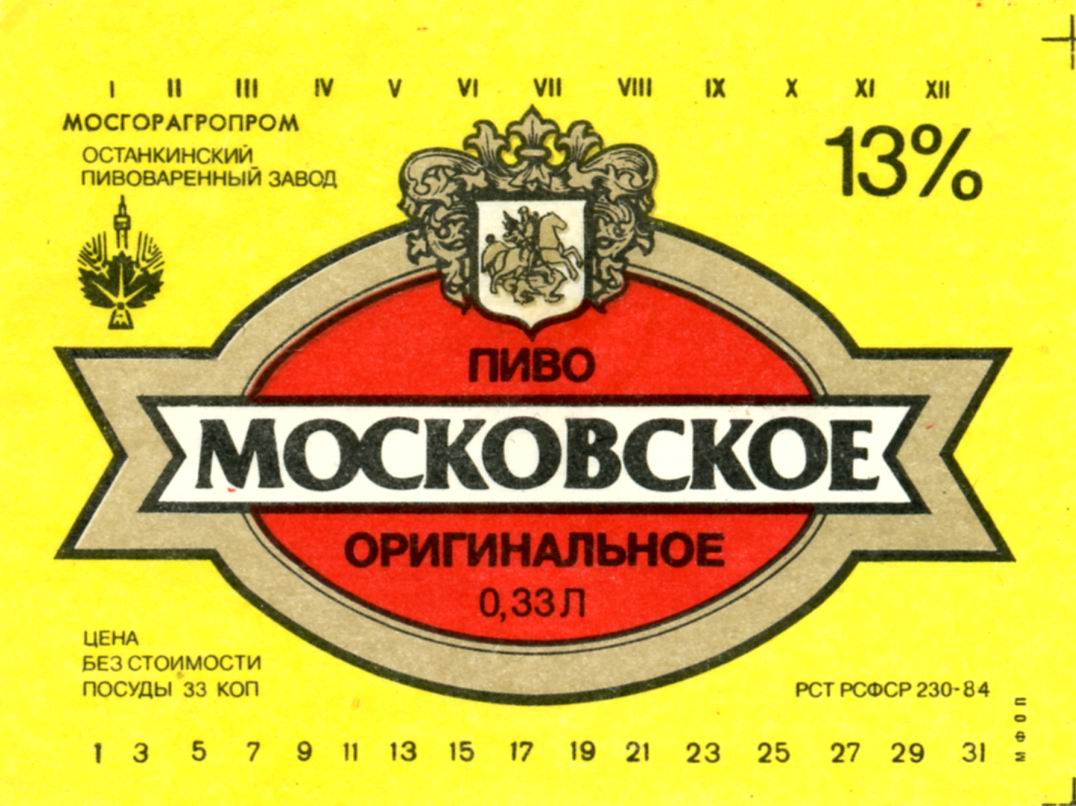 I II III IV V VI VII VIII IX X XI XII
МОСГОРАГРОПРОМ
ОСТАНКИНСКИЙ
ПИВОВАРЕННЫЙ ЗАВОД
13%
ПИВО
МОСКОВСКОЕ
ОРИГИНАЛЬНОЕ
0,33 Л
ЦЕНА
БЕЗ СТОИМОСТИ
ПОСУДЫ 33 КОП
РСТ РСФСР 230-84
МФОП
1 3 5 7 9 11 13 15 17 19 21 23 25 27 29 31